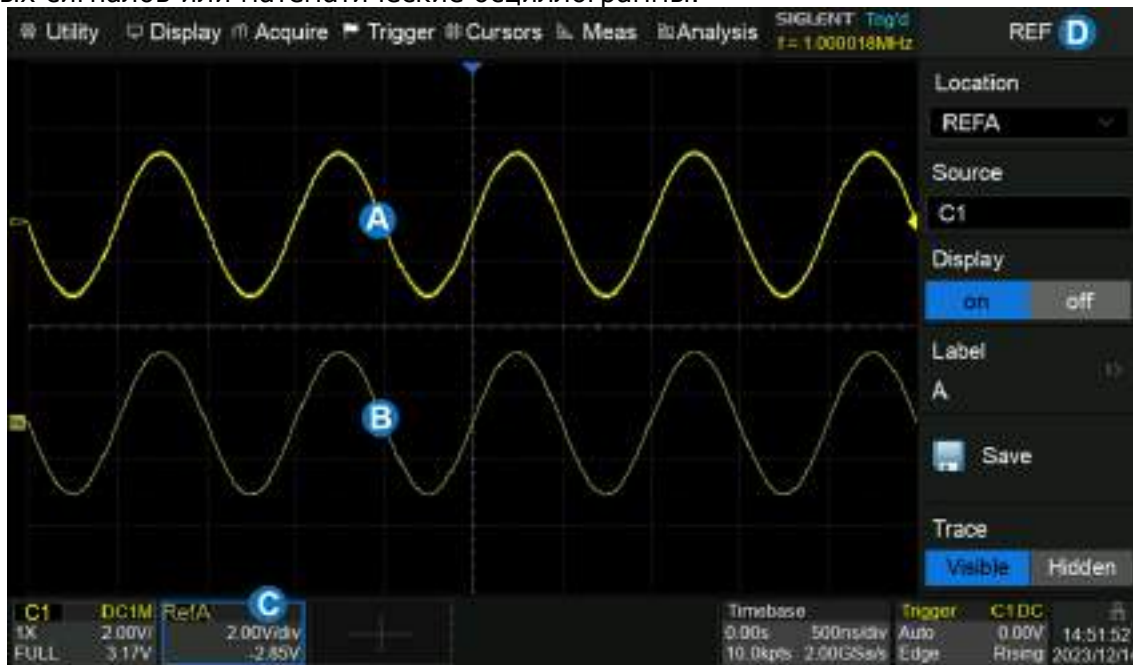 ых сигналов или математические осциллограммы.
Utility Display Acquire Trigger Cursors Meas Analysis
SIGLENT Trig'd
f = 1.000018MHz
REF D
Location
REFA
Source
C1
Display
on off
Label
A
Save
Trace
Visible Hidden
A
B
C
C1 DC1M
1X 2.00V/
FULL 3.17V
RefA
2.00V/div
-2.85V
Timebase
0.00s 500ns/div
10.0kpts 2.00GSa/s
Trigger C1 DC
Auto 0.00V
Edge Rising
14:51:52
2023/12/1